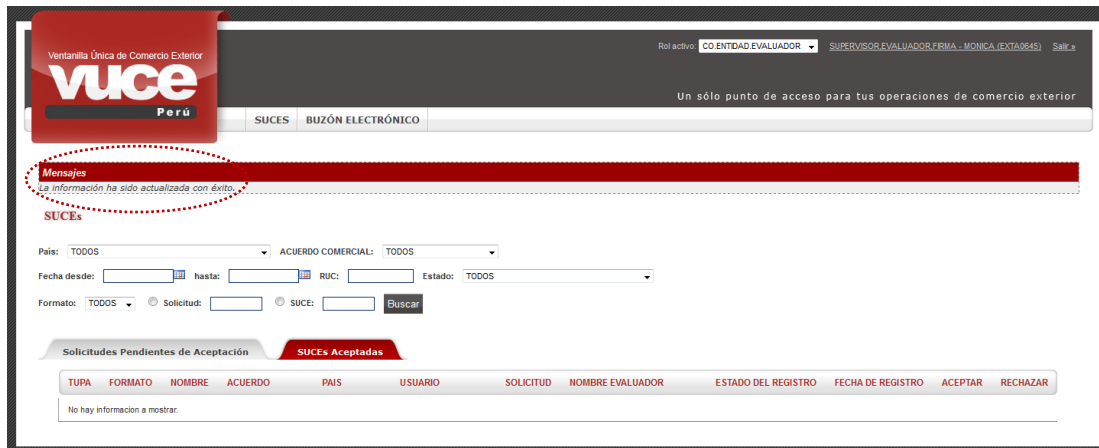 Ventanilla Única de Comercio Exterior
vuce
Perú
Rol activo: CO.ENTIDAD.EVALUADOR SUPERVISOR,EVALUADOR,FIRMA - MONICA (EXTA0645) Salir »
Un sólo punto de acceso para tus operaciones de comercio exterior
SUCES BUZÓN ELECTRÓNICO
Mensajes
La información ha sido actualizada con éxito.
SUCEs
País: TODOS ACUERDO COMERCIAL: TODOS
Fecha desde: hasta: RUC: Estado: TODOS
Formato: TODOS Solicitud: SUCE: Buscar
Solicitudes Pendientes de Aceptación SUCEs Aceptadas
TUPA FORMATO NOMBRE ACUERDO PAIS USUARIO SOLICITUD NOMBRE EVALUADOR ESTADO DEL REGISTRO FECHA DE REGISTRO ACEPTAR RECHAZAR
No hay informacion a mostrar.